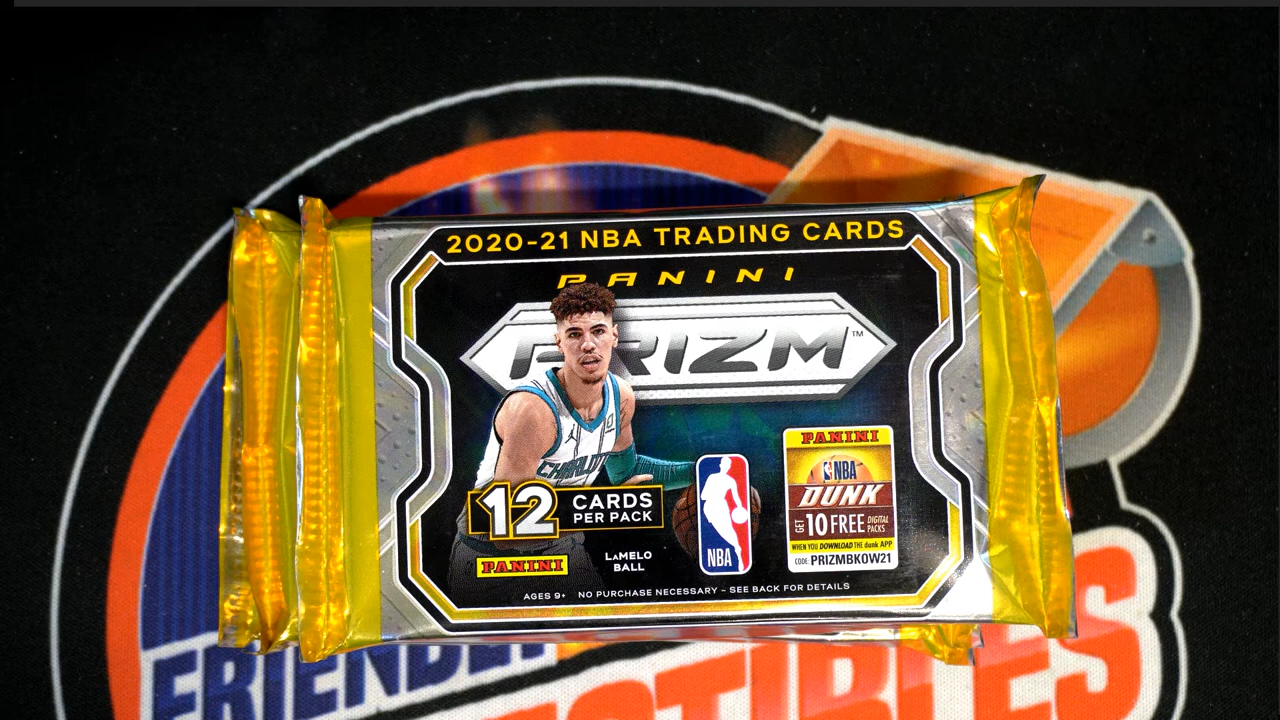 2020-21 NBA TRADING CARDS
PANINI
PRIZM™
CHARLOT
12 CARDS
PER PACK
PANINI
LaMELO
BALL
NBA
PANINI
NBA
DUNK
GET 10 FREE DIGITAL PACKS
WHEN YOU DOWNLOAD THE dunk APP
CODE: PRIZMBKOW21
AGES 9+ NO PURCHASE NECESSARY – SEE BACK FOR DETAILS